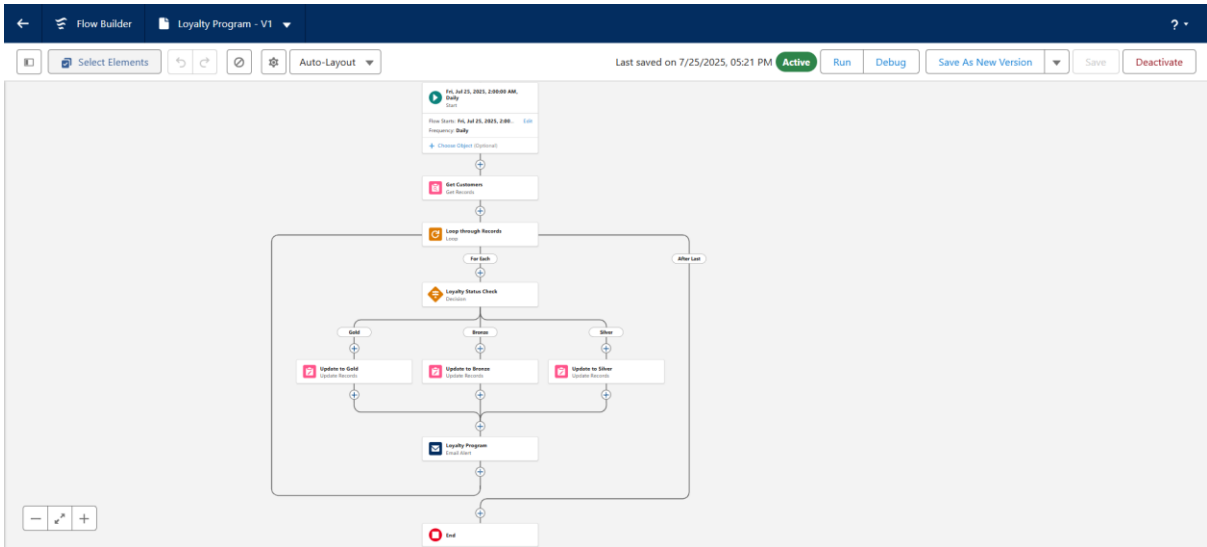 Flow Builder
Loyalty Program - V1
?
Select Elements
Auto-Layout
Last saved on 7/25/2025, 05:21 PM
Active
Run
Debug
Save As New Version
Save
Deactivate
Fri, Jul 25, 2025, 2:00:00 AM,
Daily
Start
Flow Starts: Fri, Jul 25, 2025, 2:00...
Edit
Frequency: Daily
+ Choose Object (Optional)
Get Customers
Get Records
Loop through Records
Loop
For Each
After Last
Loyalty Status Check
Decision
Gold
Bronze
Silver
Update to Gold
Update Records
Update to Bronze
Update Records
Update to Silver
Update Records
Loyalty Program
Email Alert
End